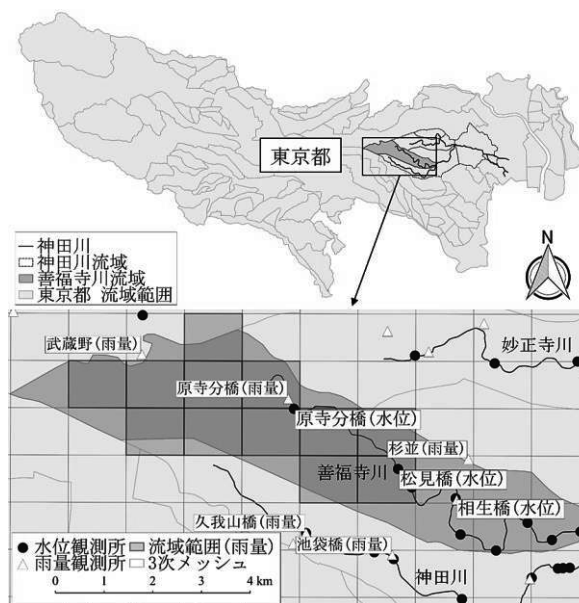 東京都
N
神田川
神田川流域
善福寺川流域
東京都 流域範囲
武蔵野(雨量)
妙正寺川
原寺分橋(雨量)
原寺分橋(水位)
杉並(雨量)
善福寺川
松見橋(水位)
相生橋(水位)
久我山橋(雨量)
池袋橋(雨量)
神田川
水位観測所
流域範囲(雨量)
雨量観測所
3次メッシュ
0 1 2 3 4 km